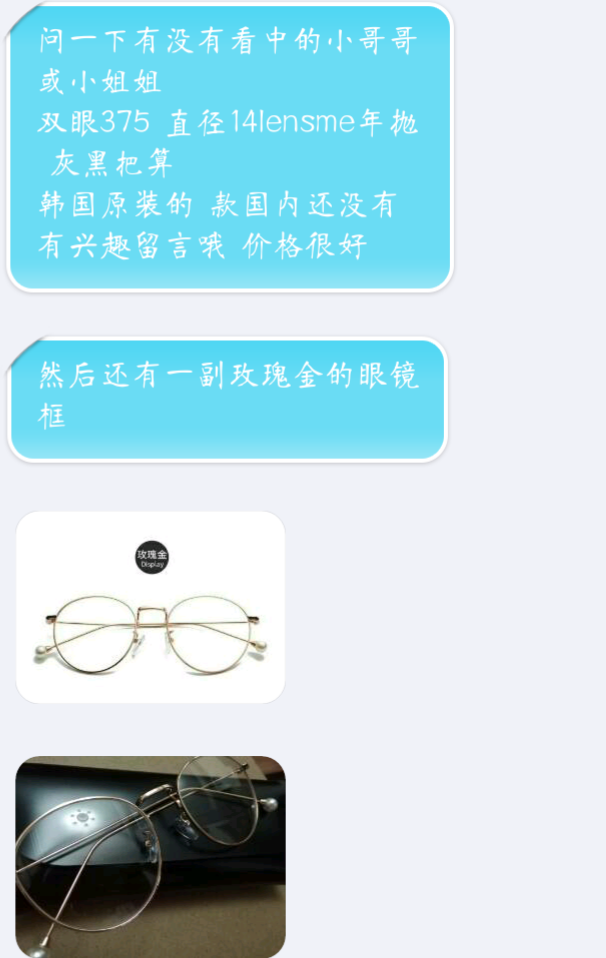 问一下有没有看中的小哥哥
或小姐姐
双眼375 直径14lensme年抛
灰黑把算
韩国原装的 款国内还没有
有兴趣留言哦 价格很好
然后还有一副玫瑰金的眼镜
框
玫瑰金
Display